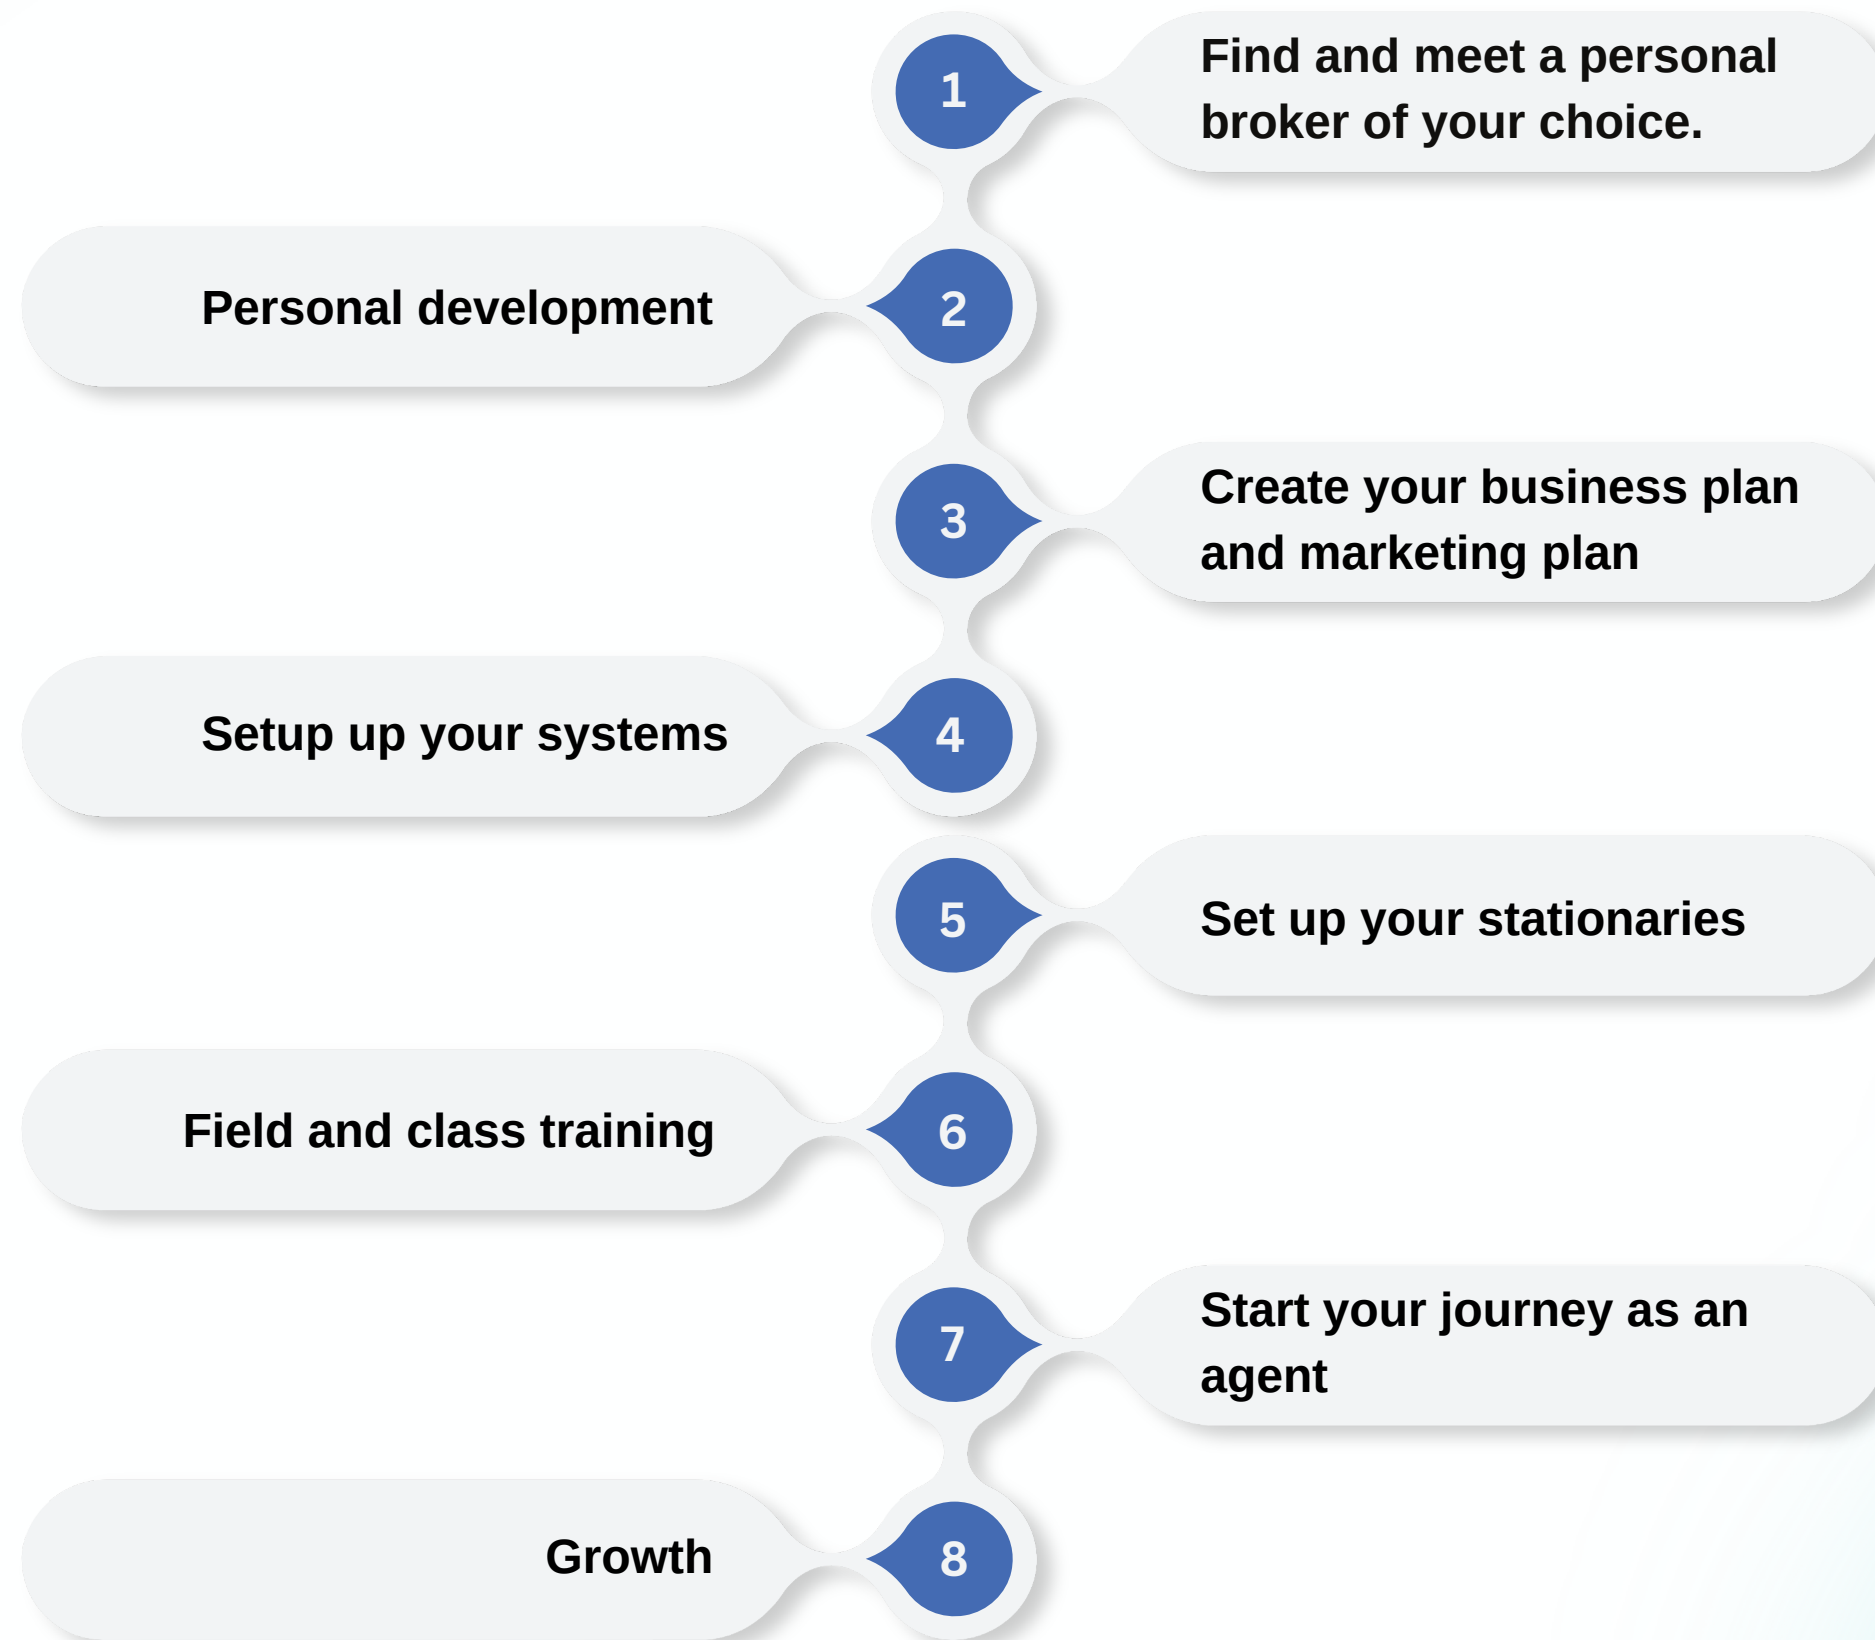 1
Find and meet a personal
broker of your choice.
2
Personal development
3
Create your business plan
and marketing plan
4
Setup up your systems
5
Set up your stationaries
6
Field and class training
7
Start your journey as an
agent
8
Growth